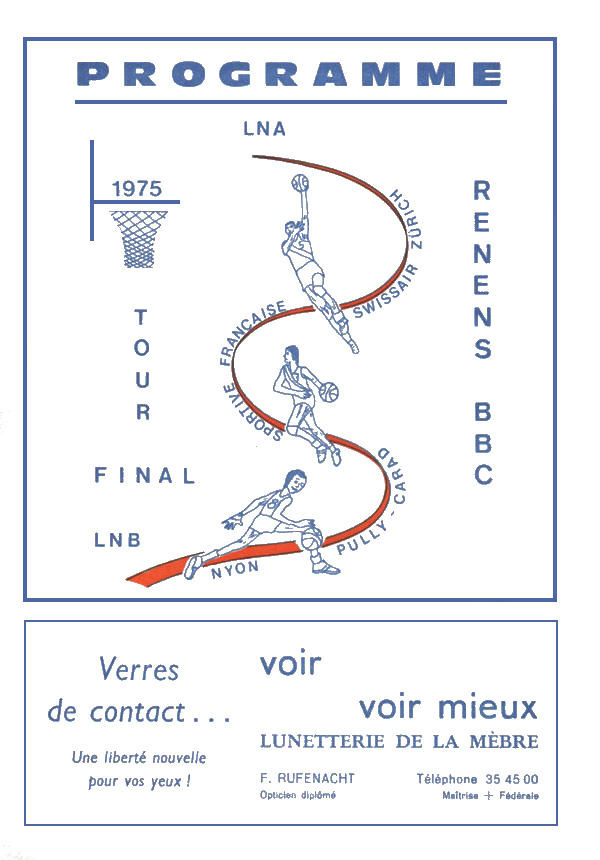 PROGRAMME
LNA
1975
RENENS BBC
TOUR
FINAL
LNB
SWISSAIR ZÜRICH
SPORTIVE FRANÇAISE
PULLY - CARAD
NYON
Verres
de contact . . .
Une liberté nouvelle
pour vos yeux !
voir
voir mieux
LUNETTERIE DE LA MÈBRE
F. RUFENACHT
Opticien diplômé
Téléphone 35 45 00
Maîtrise + Fédérale